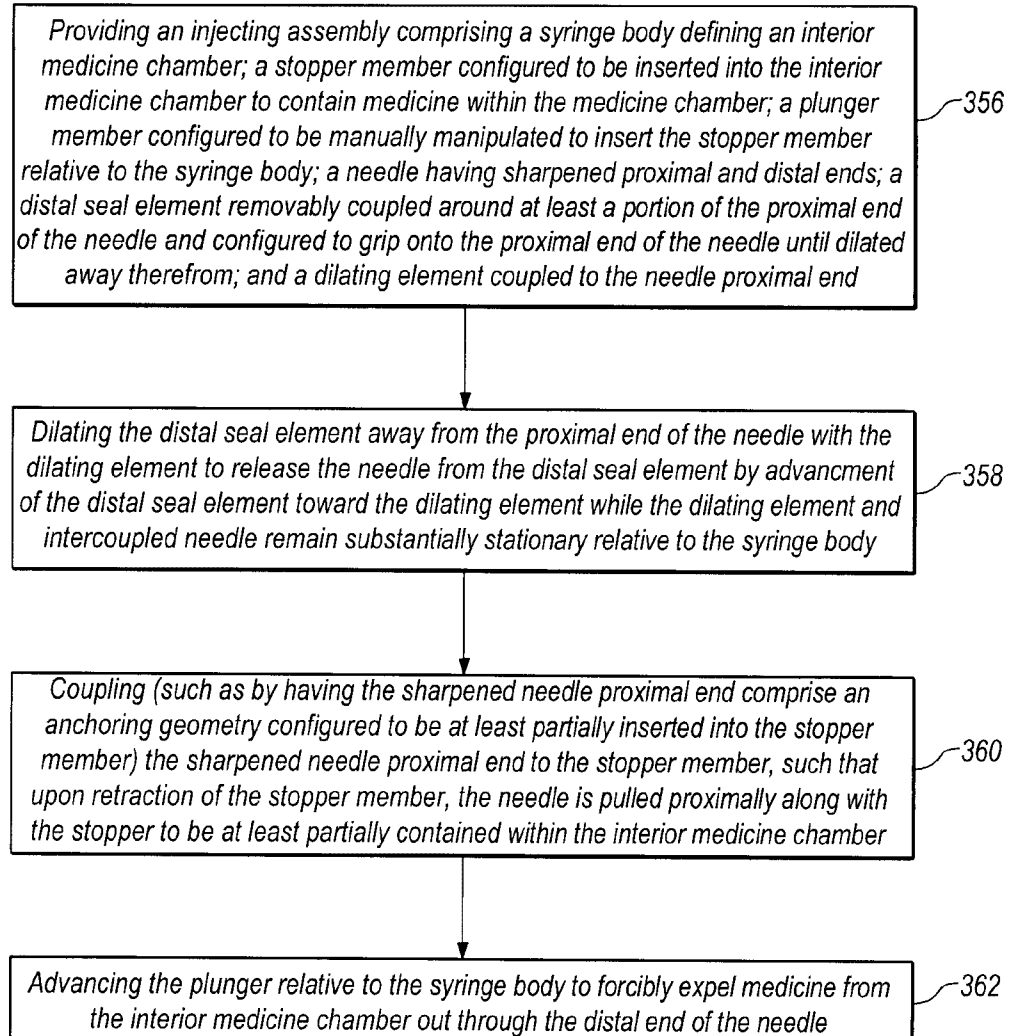 Providing an injecting assembly comprising a syringe body defining an interior
medicine chamber; a stopper member configured to be inserted into the interior
medicine chamber to contain medicine within the medicine chamber; a plunger
member configured to be manually manipulated to insert the stopper member
relative to the syringe body; a needle having sharpened proximal and distal ends; a
distal seal element removably coupled around at least a portion of the proximal end
of the needle and configured to grip onto the proximal end of the needle until dilated
away therefrom; and a dilating element coupled to the needle proximal end
356
Dilating the distal seal element away from the proximal end of the needle with the
dilating element to release the needle from the distal seal element by advancment
of the distal seal element toward the dilating element while the dilating element and
intercoupled needle remain substantially stationary relative to the syringe body
358
Coupling (such as by having the sharpened needle proximal end comprise an
anchoring geometry configured to be at least partially inserted into the stopper
member) the sharpened needle proximal end to the stopper member, such that
upon retraction of the stopper member, the needle is pulled proximally along with
the stopper to be at least partially contained within the interior medicine chamber
360
Advancing the plunger relative to the syringe body to forcibly expel medicine from
the interior medicine chamber out through the distal end of the needle
362